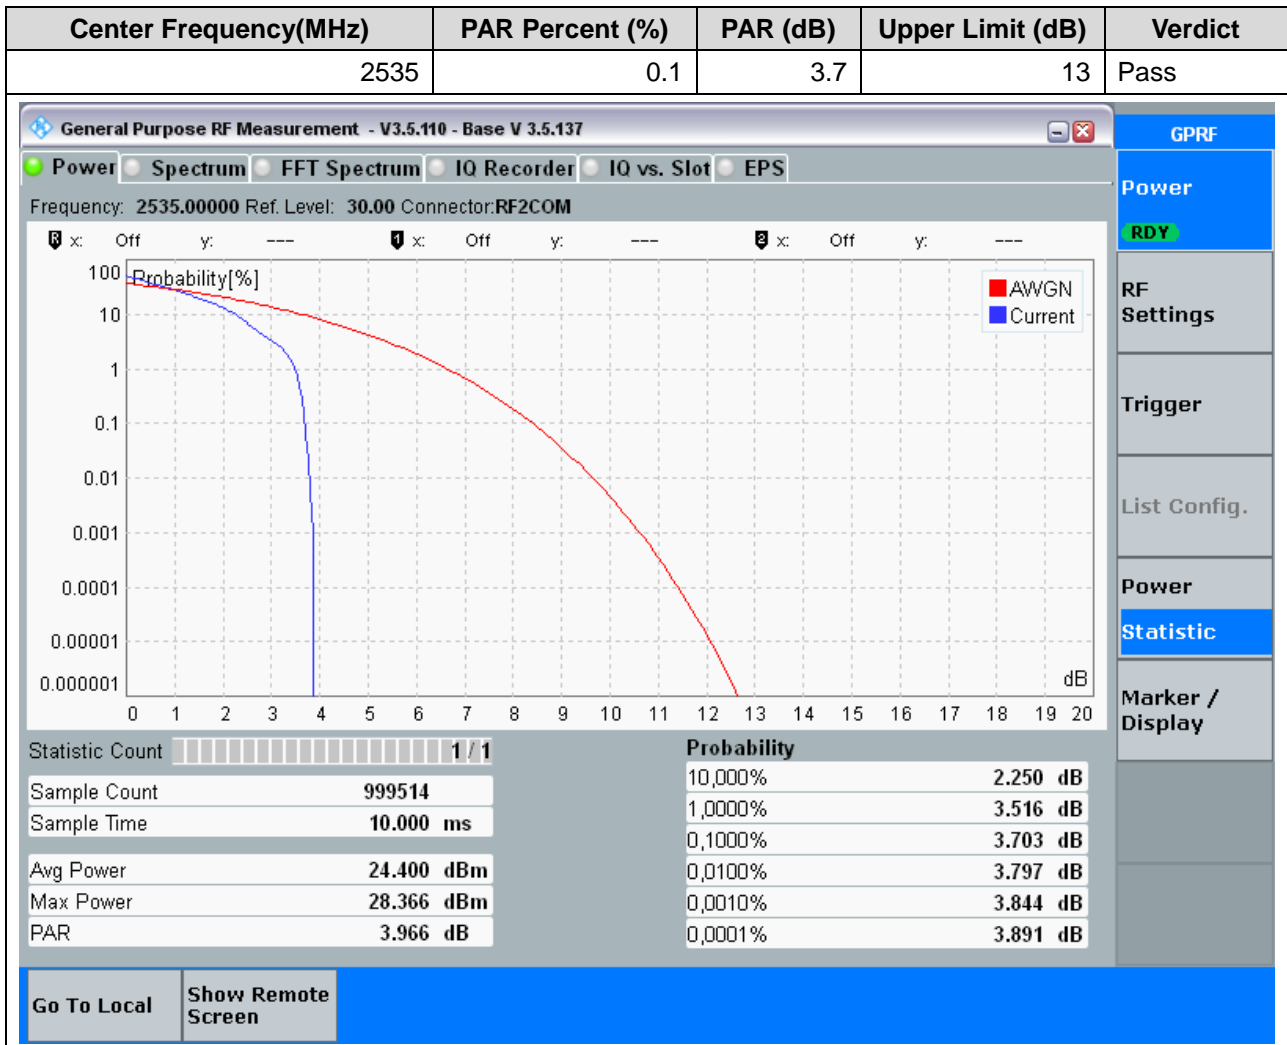 Center Frequency(MHz) PAR Percent (%) PAR (dB) Upper Limit (dB) Verdict
2535 0.1 3.7 13 Pass
General Purpose RF Measurement - V3.5.110 - Base V 3.5.137
GPRF
Power Spectrum FFT Spectrum IQ Recorder IQ vs. Slot EPS
Frequency: 2535.00000 Ref. Level: 30.00 Connector:RF2COM
Power
RDY
R x: Off y: --- 1 x: Off y: --- 2 x: Off y: ---
Probability[%]
AWGN
Current
100
10
1
0.1
0.01
0.001
0.0001
0.00001
0.000001
dB
0 1 2 3 4 5 6 7 8 9 10 11 12 13 14 15 16 17 18 19 20
RF
Settings
Trigger
List Config.
Power
Statistic
Marker /
Display
Statistic Count 1 / 1
Sample Count 999514
Sample Time 10.000 ms
Avg Power 24.400 dBm
Max Power 28.366 dBm
PAR 3.966 dB
Probability
10,000% 2.250 dB
1,0000% 3.516 dB
0,1000% 3.703 dB
0,0100% 3.797 dB
0,0010% 3.844 dB
0,0001% 3.891 dB
Go To Local
Show Remote
Screen